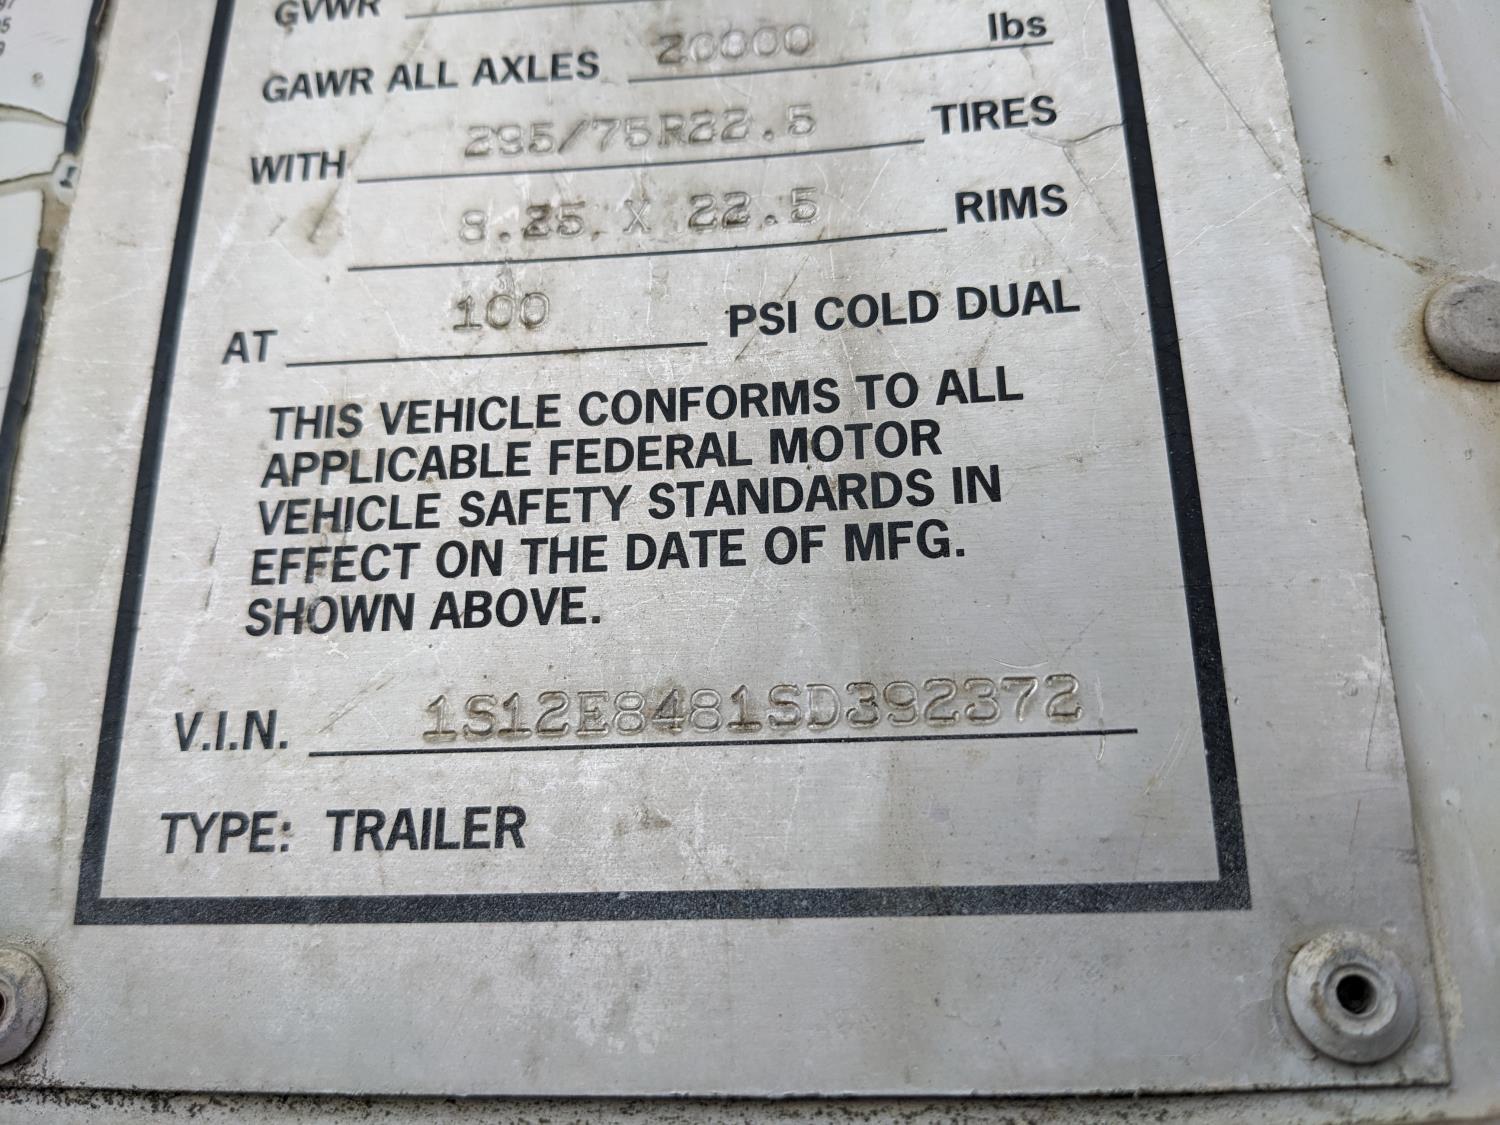 GVWR
GAWR ALL AXLES 20000 lbs
WITH 295/75R22.5 TIRES
8.25 X 22.5 RIMS
AT 100 PSI COLD DUAL
THIS VEHICLE CONFORMS TO ALL
APPLICABLE FEDERAL MOTOR
VEHICLE SAFETY STANDARDS IN
EFFECT ON THE DATE OF MFG.
SHOWN ABOVE.
V.I.N. 1S12E8481SD392372
TYPE: TRAILER